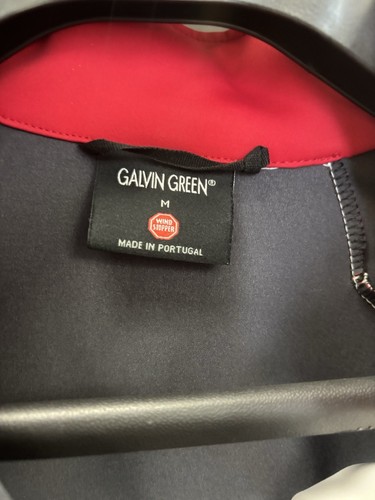 GALVIN GREEN®
M
WIND
STOPPER
MADE IN PORTUGAL